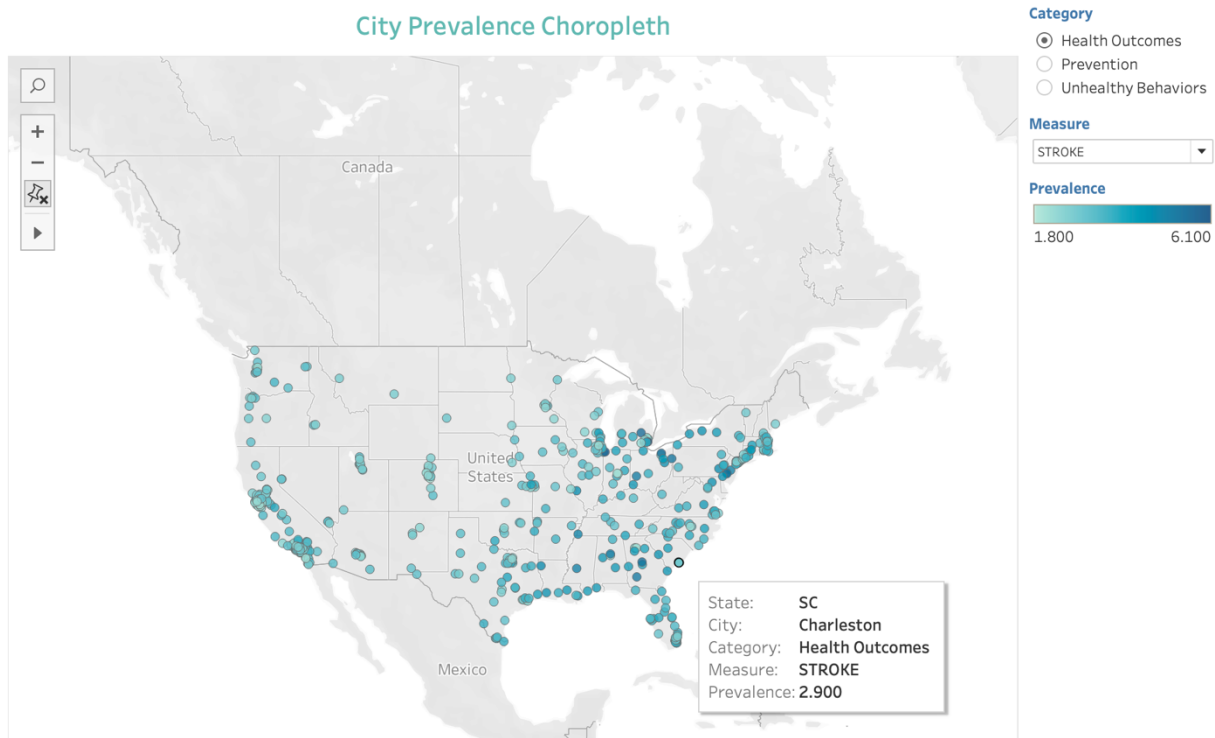 City Prevalence Choropleth
Category
Health Outcomes
Prevention
Unhealthy Behaviors
Measure
STROKE
Prevalence
1.800 6.100
Canada
United
States
Mexico
State: SC
City: Charleston
Category: Health Outcomes
Measure: STROKE
Prevalence: 2.900